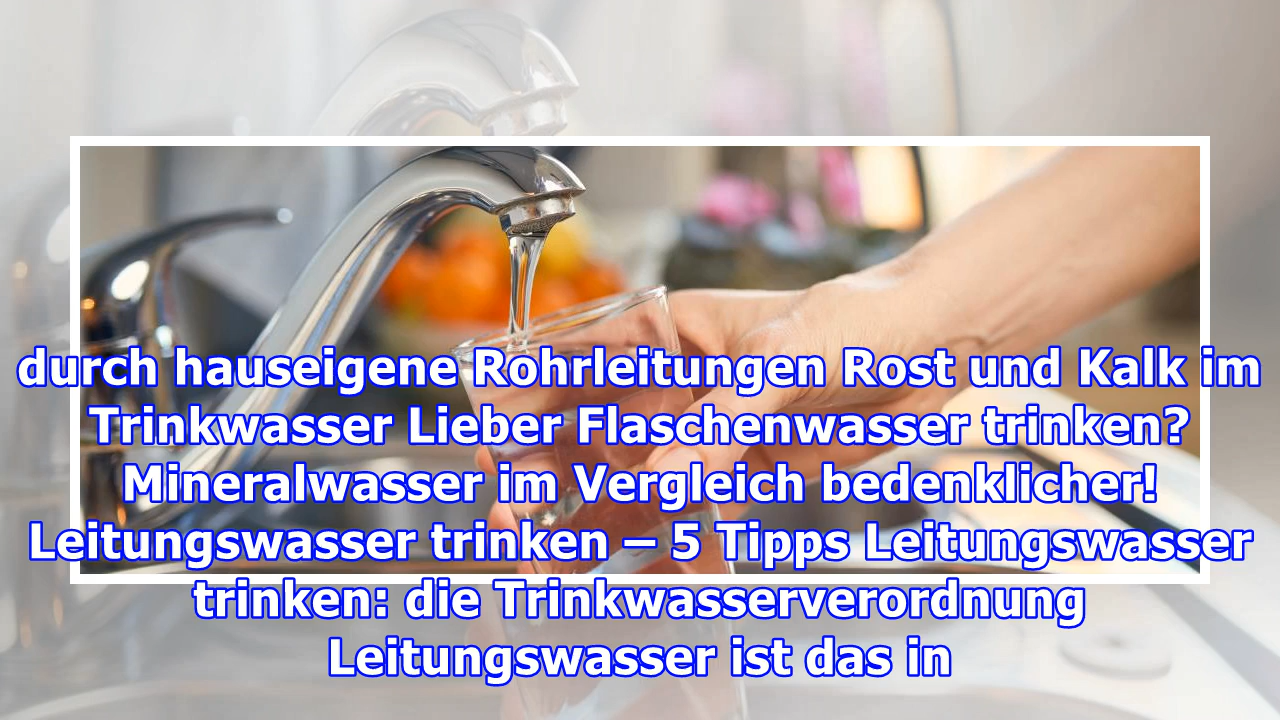 durch hauseigene Rohrleitungen Rost und Kalk im
Trinkwasser Lieber Flaschenwasser trinken?
Mineralwasser im Vergleich bedenklicher!
Leitungswasser trinken – 5 Tipps Leitungswasser
trinken: die Trinkwasserverordnung
Leitungswasser ist das in